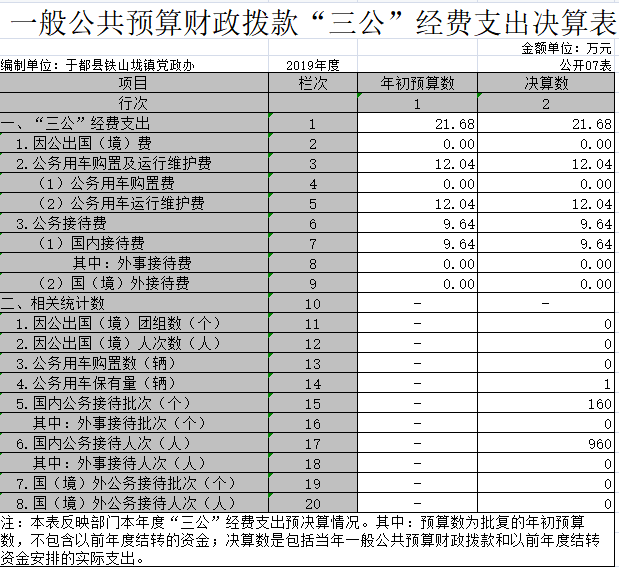 一般公共预算财政拨款“三公”经费支出决算表
金额单位：万元
编制单位：于都县铁山垅镇党政办 2019年度 公开07表
项目 栏次 年初预算数 决算数
行次 1 2
一、“三公”经费支出 1 21.68 21.68
1.因公出国（境）费 2 0.00 0.00
2.公务用车购置及运行维护费 3 12.04 12.04
（1）公务用车购置费 4 0.00 0.00
（2）公务用车运行维护费 5 12.04 12.04
3.公务接待费 6 9.64 9.64
（1）国内接待费 7 9.64 9.64
其中：外事接待费 8 0.00 0.00
（2）国（境）外接待费 9 0.00 0.00
二、相关统计数 10 － －
1.因公出国（境）团组数（个） 11 － 0
2.因公出国（境）人次数（人） 12 － 0
3.公务用车购置数（辆） 13 － 0
4.公务用车保有量（辆） 14 － 1
5.国内公务接待批次（个） 15 － 160
其中：外事接待批次（个） 16 － 0
6.国内公务接待人次（人） 17 － 960
其中：外事接待人次（人） 18 － 0
7.国（境）外公务接待批次（个） 19 － 0
8.国（境）外公务接待人次（人） 20 － 0
注：本表反映部门本年度“三公”经费支出预决算情况。其中：预算数为批复的年初预算
数，不包含以前年度结转的资金；决算数是包括当年一般公共预算财政拨款和以前年度结转
资金安排的实际支出。